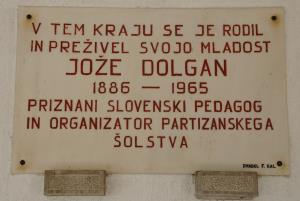 V TEM KRAJU SE JE RODIL
IN PREŽIVEL SVOJO MLADOST
JOŽE DOLGAN
1886 — 1965
PRIZNANI SLOVENSKI PEDAGOG
IN ORGANIZATOR PARTIZANSKEGA
ŠOLSTVA